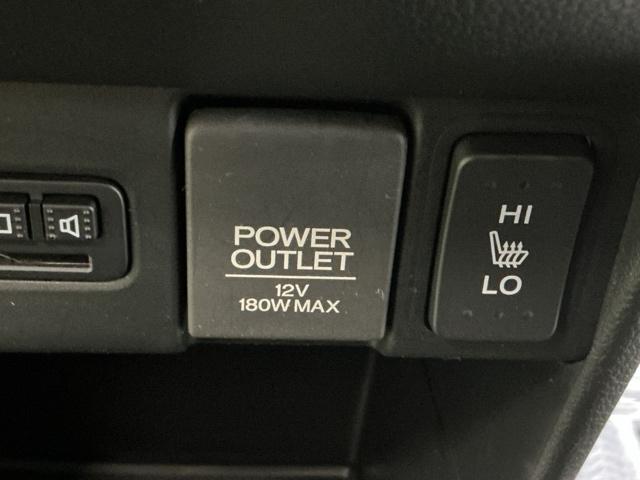 POWER
OUTLET
12V
180W MAX
HI
LO